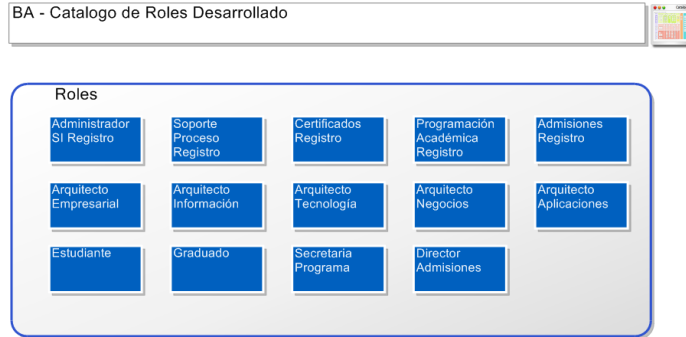 BA - Catalogo de Roles Desarrollado
Roles
Administrador
SI Registro
Soporte
Proceso
Registro
Certificados
Registro
Programación
Académica
Registro
Admisiones
Registro
Arquitecto
Empresarial
Arquitecto
Información
Arquitecto
Tecnología
Arquitecto
Negocios
Arquitecto
Aplicaciones
Estudiante
Graduado
Secretaria
Programa
Director
Admisiones